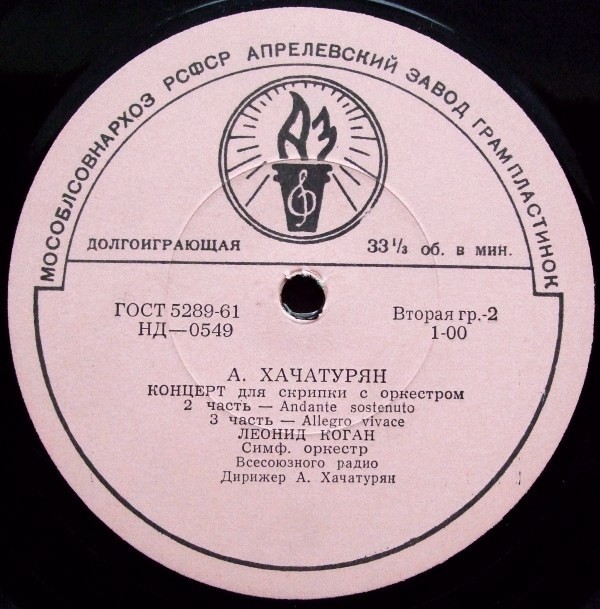 МОСОБЛСОВНАРХОЗ РСФСР АПРЕЛЕВСКИЙ ЗАВОД ГРАМПЛАСТИНОК
АЗ
ДОЛГОИГРАЮЩАЯ
33⅓ об. в мин.
ГОСТ 5289-61
НД—0549
Вторая гр.-2
1-00
А. ХАЧАТУРЯН
КОНЦЕРТ для скрипки с оркестром
2 часть — Andante sostenuto
3 часть — Allegro vivace
ЛЕОНИД КОГАН
Симф. оркестр
Всесоюзного радио
Дирижер А. Хачатурян